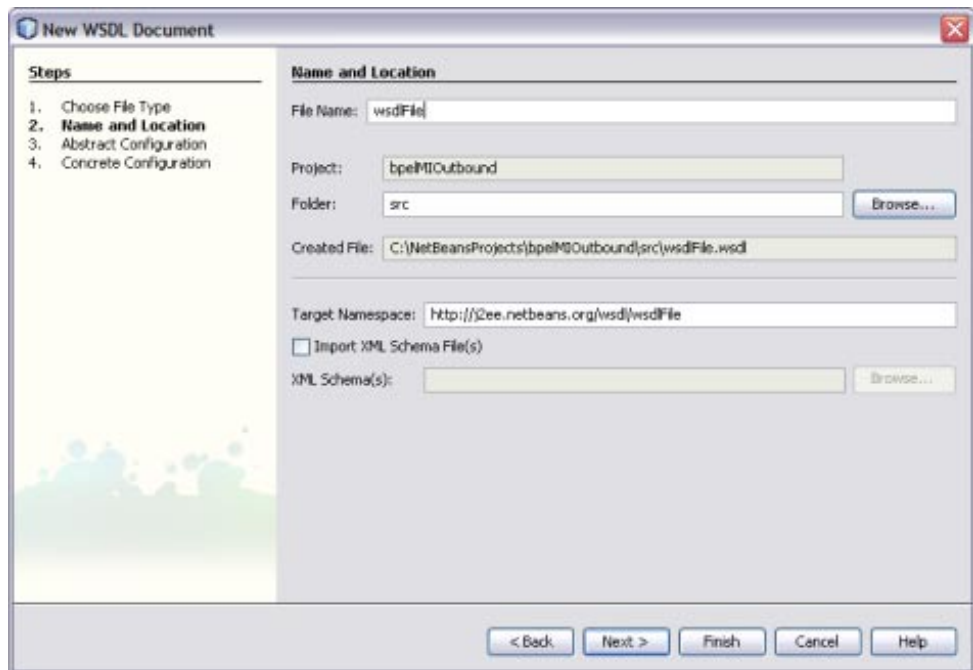 New WSDL Document
Steps
1. Choose File Type
2. Name and Location
3. Abstract Configuration
4. Concrete Configuration
Name and Location
File Name: wsdlFile
Project: bpelMIOutbound
Folder: src Browse...
Created File: C:\NetBeansProjects\bpelMIOutbound\src\wsdlFile.wsdl
Target Namespace: http://j2ee.netbeans.org/wsdl/wsdlFile
Import XML Schema File(s)
XML Schema(s): Browse...
< Back Next > Finish Cancel Help